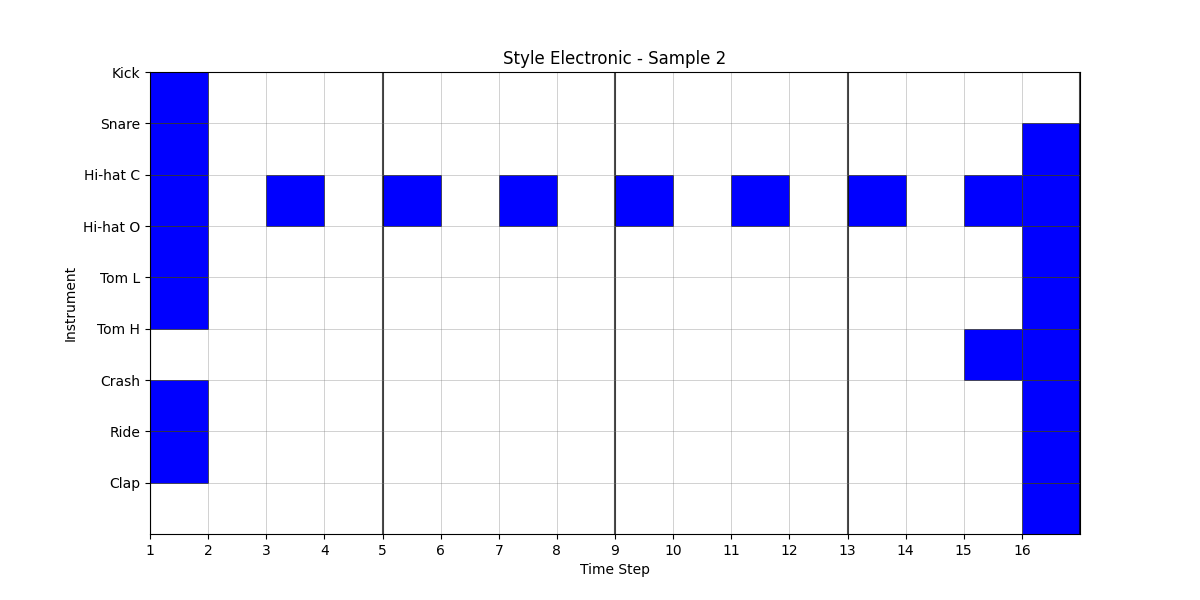 Style Electronic - Sample 2
Kick
Snare
Hi-hat C
Hi-hat O
Tom L
Tom H
Crash
Ride
Clap
Instrument
1 2 3 4 5 6 7 8 9 10 11 12 13 14 15 16
Time Step